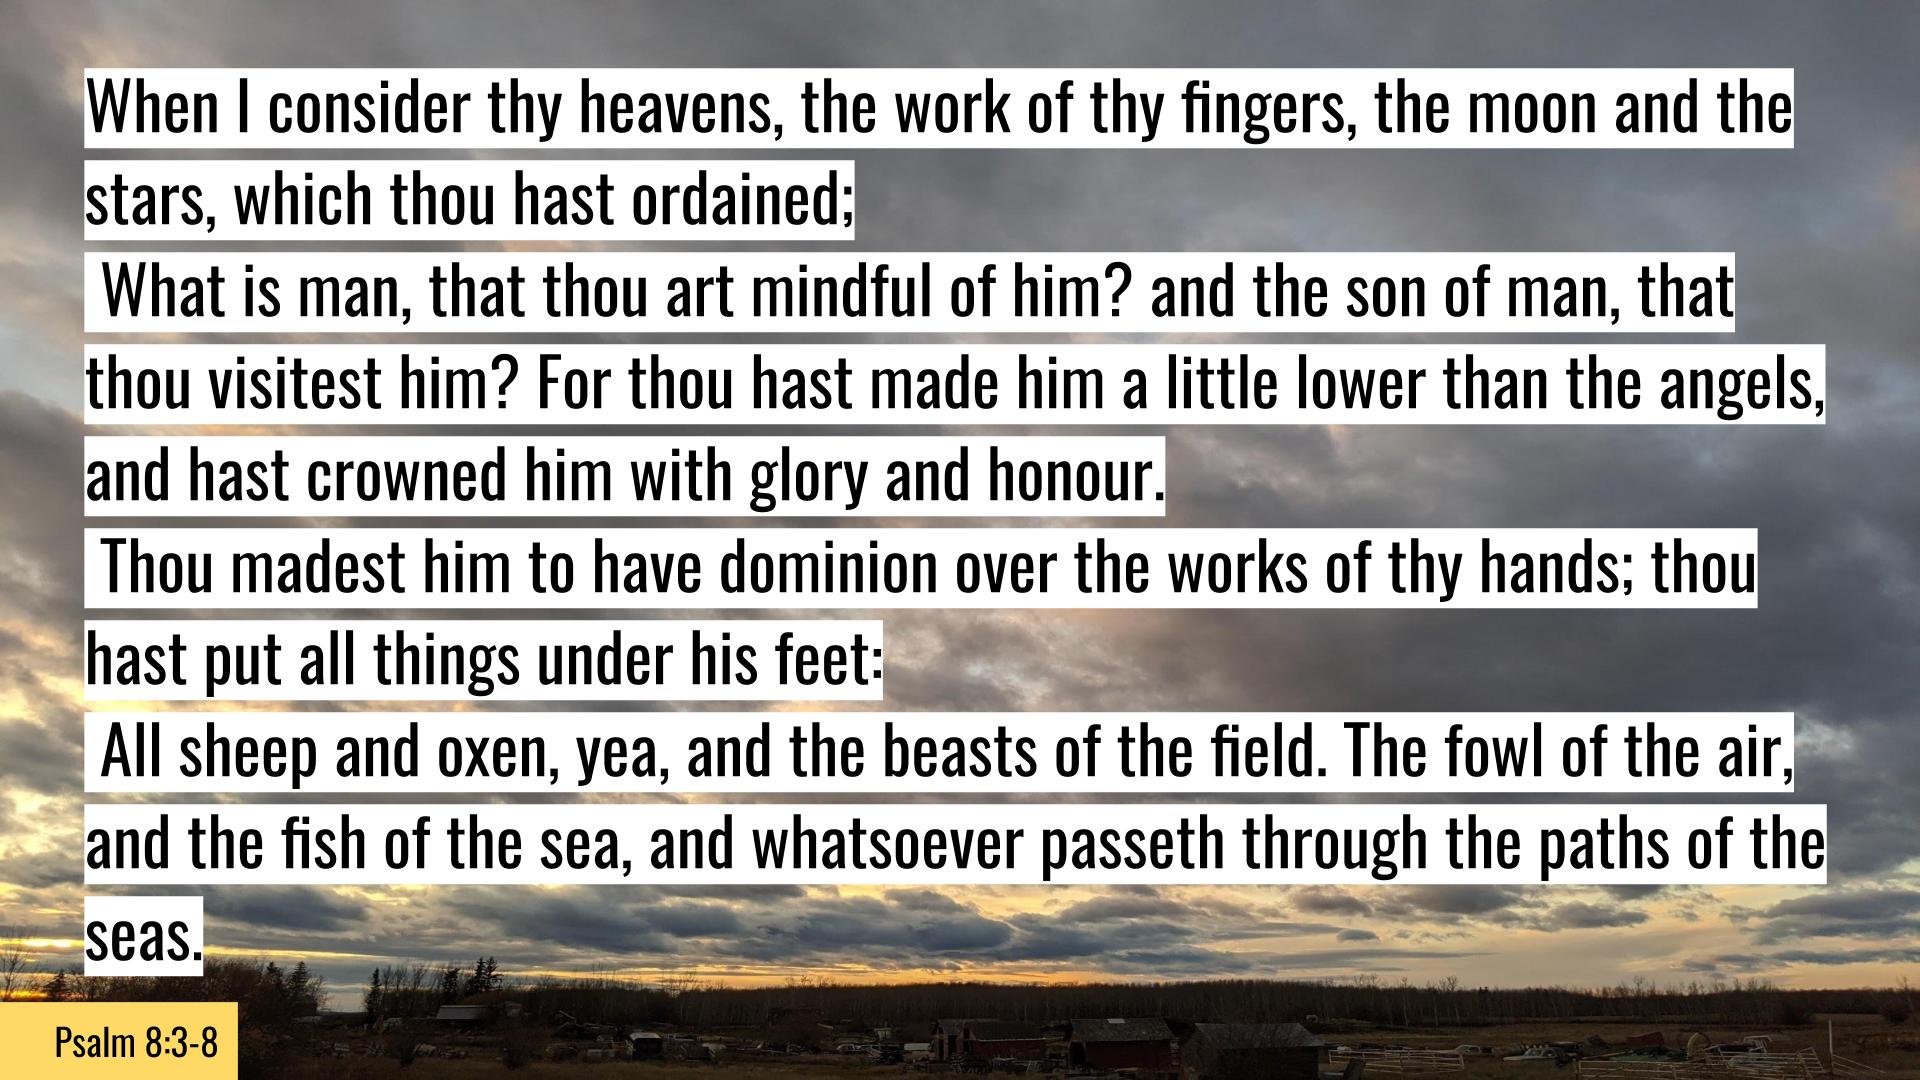 When I consider thy heavens, the work of thy fingers, the moon and the
stars, which thou hast ordained;
What is man, that thou art mindful of him? and the son of man, that
thou visitest him? For thou hast made him a little lower than the angels,
and hast crowned him with glory and honour.
Thou madest him to have dominion over the works of thy hands; thou
hast put all things under his feet:
All sheep and oxen, yea, and the beasts of the field. The fowl of the air,
and the fish of the sea, and whatsoever passeth through the paths of the
seas.
Psalm 8:3-8